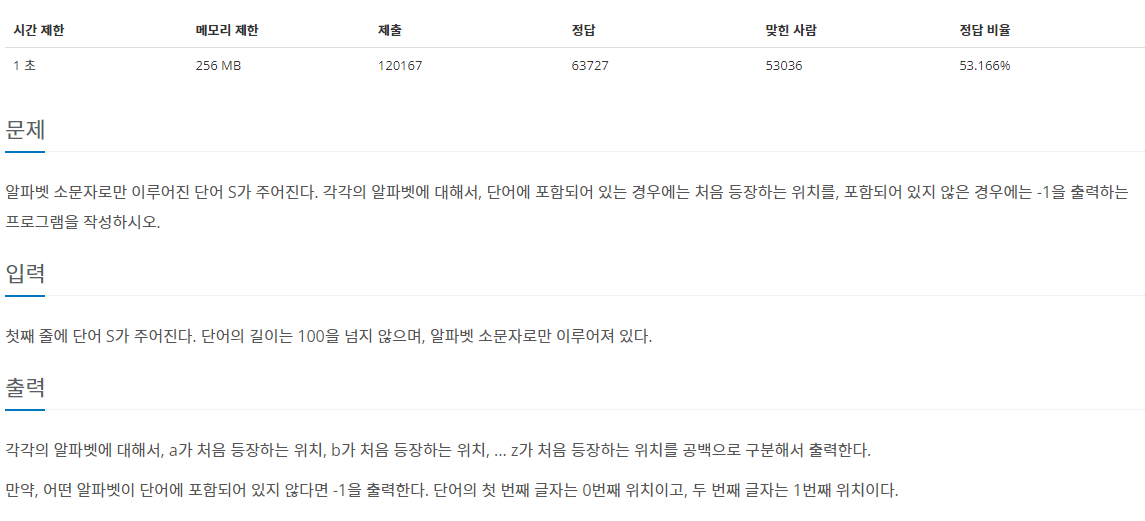 시간 제한 메모리 제한 제출 정답 맞힌 사람 정답 비율
1 초 256 MB 120167 63727 53036 53.166%
문제
알파벳 소문자로만 이루어진 단어 S가 주어진다. 각각의 알파벳에 대해서, 단어에 포함되어 있는 경우에는 처음 등장하는 위치를, 포함되어 있지 않은 경우에는 -1을 출력하는
프로그램을 작성하시오.
입력
첫째 줄에 단어 S가 주어진다. 단어의 길이는 100을 넘지 않으며, 알파벳 소문자로만 이루어져 있다.
출력
각각의 알파벳에 대해서, a가 처음 등장하는 위치, b가 처음 등장하는 위치, ... z가 처음 등장하는 위치를 공백으로 구분해서 출력한다.
만약, 어떤 알파벳이 단어에 포함되어 있지 않다면 -1을 출력한다. 단어의 첫 번째 글자는 0번째 위치이고, 두 번째 글자는 1번째 위치이다.